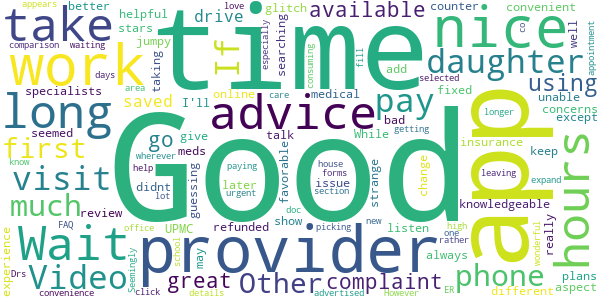 appears
better
love
glitch
counter
convenient
helpful
drive
available
co
comparison
waiting
stars
take
time
If
searching
especially
nice
well
appointment
jumpy
days
work
taking
consuming
fill
add
selected
daughter
using
area
specialists
saved
I'll
online
medical
care
fixed
unable
concerns
except
long
advice
pay
bad
getting
longer
seemed
first
go
give
talk
While
insurance
keep
didnt
meds
favorable
house
forms
issue
strange
change
app
leaving
hours
know
wherever
help
guessing
paying
urgent
section
expand
visit
lot
Good
later
doc
picking
new
knowledgeable
much
review
refunded
show
listen
high
one
rather
really
experience
FAQ
office
UPMC
may
provider
always
ER
wonderful
Wait
Seemingly
school
great
Other
complaint
phone
plans
different
aspect
Drs
Video
convenience
click
details
advertised
However